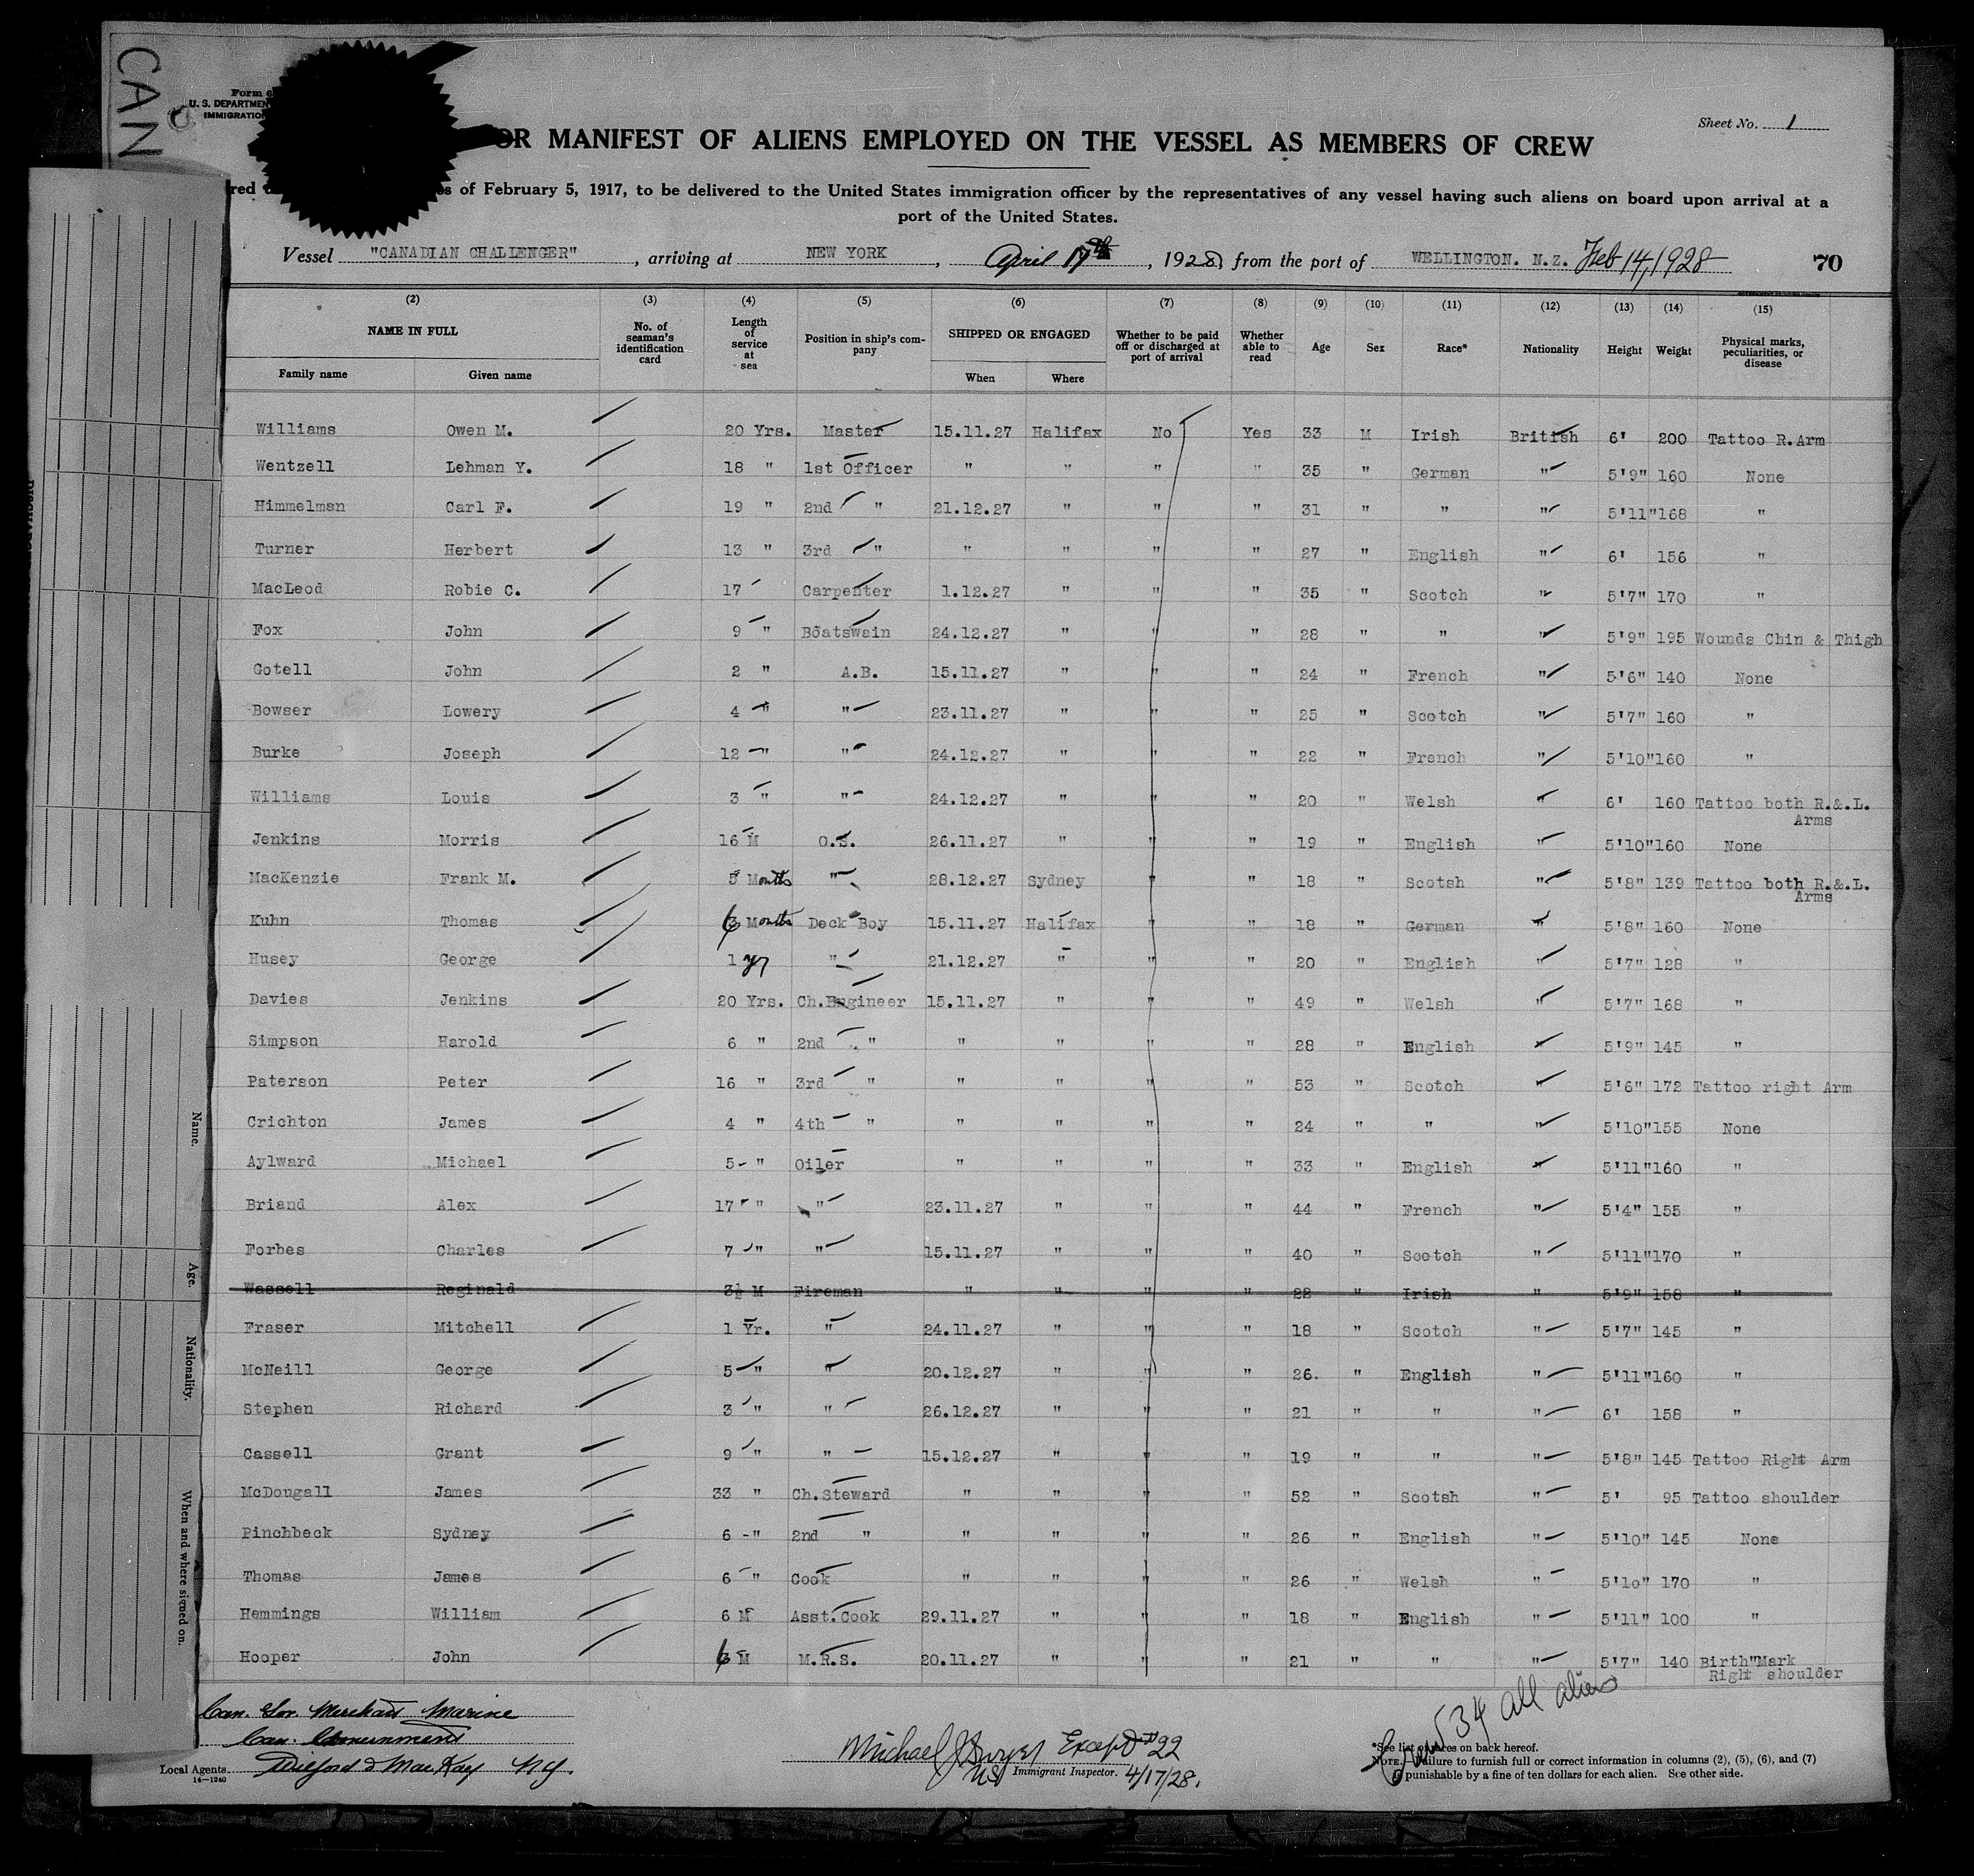 CAN
Form 6
U. S. DEPARTMEN
IMMIGRATION
Sheet No. 1
OR MANIFEST OF ALIENS EMPLOYED ON THE VESSEL AS MEMBERS OF CREW
red s of February 5, 1917, to be delivered to the United States immigration officer by the representatives of any vessel having such aliens on board upon arrival at a
port of the United States.
Vessel "CANADIAN CHALLENGER", arriving at NEW YORK, April 17th, 1928, from the port of WELLINGTON. N.Z. Feb 14, 1928 70
(2) (3) (4) (5) (6) (7) (8) (9) (10) (11) (12) (13) (14) (15)
NAME IN FULL No. of seaman's identification card Length of service at sea Position in ship's company SHIPPED OR ENGAGED Whether to be paid off or discharged at port of arrival Whether able to read Age Sex Race* Nationality Height Weight Physical marks, peculiarities, or disease
Family name Given name When Where
Williams Owen M. 20 Yrs. Master 15.11.27 Halifax No Yes 33 M Irish British 6' 200 Tattoo R.Arm
Wentzell Lehman Y. 18 " 1st Officer " " " " 35 " German " 5'9" 160 None
Himmelman Carl F. 19 " 2nd " 21.12.27 " " " 31 " " " 5'11" 168 "
Turner Herbert 13 " 3rd " " " " " 27 " English " 6' 156 "
MacLeod Robie C. 17 Carpenter 1.12.27 " " " 35 " Scotch " 5'7" 170 "
Fox John 9 " Boatswain 24.12.27 " " " 28 " " " 5'9" 195 Wounds Chin & Thigh
Gotell John 2 " A.B. 15.11.27 " " " 24 " French " 5'6" 140 None
Bowser Lowery 4 " " 23.11.27 " " " 25 " Scotch " 5'7" 160 "
Burke Joseph 12 " " 24.12.27 " " " 22 " French " 5'10" 160 "
Williams Louis 3 " " 24.12.27 " " " 20 " Welsh " 6' 160 Tattoo both R.&.L.
Arms
Jenkins Morris 16 M O.S. 26.11.27 " " " 19 " English " 5'10" 160 None
MacKenzie Frank M. 5 Months " 28.12.27 Sydney " " 18 " Scotsh " 5'8" 139 Tattoo both R.&.L.
Arms
Kuhn Thomas 6 Months Deck Boy 15.11.27 Halifax " " 18 " German " 5'8" 160 None
Husey George 1 yr " 21.12.27 " " " 20 " English " 5'7" 128 "
Davies Jenkins 20 Yrs. Ch.Engineer 15.11.27 " " " 49 " Welsh " 5'7" 168 "
Simpson Harold 6 " 2nd " " " " " 28 " English " 5'9" 145 "
Paterson Peter 16 " 3rd " " " " " 53 " Scotch " 5'6" 172 Tattoo right Arm
Crichton James 4 " 4th " " " " " 24 " " " 5'10" 155 None
Aylward Michael 5 " Oiler " " " " 33 " English " 5'11" 160 "
Briand Alex 17 " " 23.11.27 " " " 44 " French " 5'4" 155 "
Forbes Charles 7 " " 15.11.27 " " " 40 " Scotch " 5'11" 170 "
Wassell Reginald 3½ M Fireman " " " " 22 " Irish " 5'9" 158 "
Fraser Mitchell 1 Yr. " 24.11.27 " " " 18 " Scotch " 5'7" 145 "
McNeill George 5 " " 20.12.27 " " " 26. " English " 5'11" 160 "
Stephen Richard 3 " " 26.12.27 " " " 21 " " " 6' 158 "
Cassell Grant 9 " " 15.12.27 " " " 19 " " " 5'8" 145 Tattoo Right Arm
McDougall James 33 " Ch.Steward " " " " 52 " Scotsh " 5' 95 Tattoo shoulder
Pinchbeck Sydney 6 -" 2nd " " " " " 26 " English " 5'10" 145 None
Thomas James 6 " Cook " " " " 26 " Welsh " 5'10" 170 "
Hemmings William 6 M Asst.Cook 29.11.27 " " " 18 " English " 5'11" 100 "
Hooper John 6 M M.R.S. 20.11.27 " " " 21 " " " 5'7" 140 Birth"Mark
Right shoulder
Name.
Age.
Nationality.
When and where signed on.
Can. Gov. Merchant Marine
Can. Government
Local Agents MacKay N.Y.
14-1240
Michael J Except #22
Immigrant Inspector. 4/17/28.
34 all aliens
*See list of races on back hereof.
NOTE.—Failure to furnish full or correct information in columns (2), (5), (6), and (7)
is punishable by a fine of ten dollars for each alien. See other side.